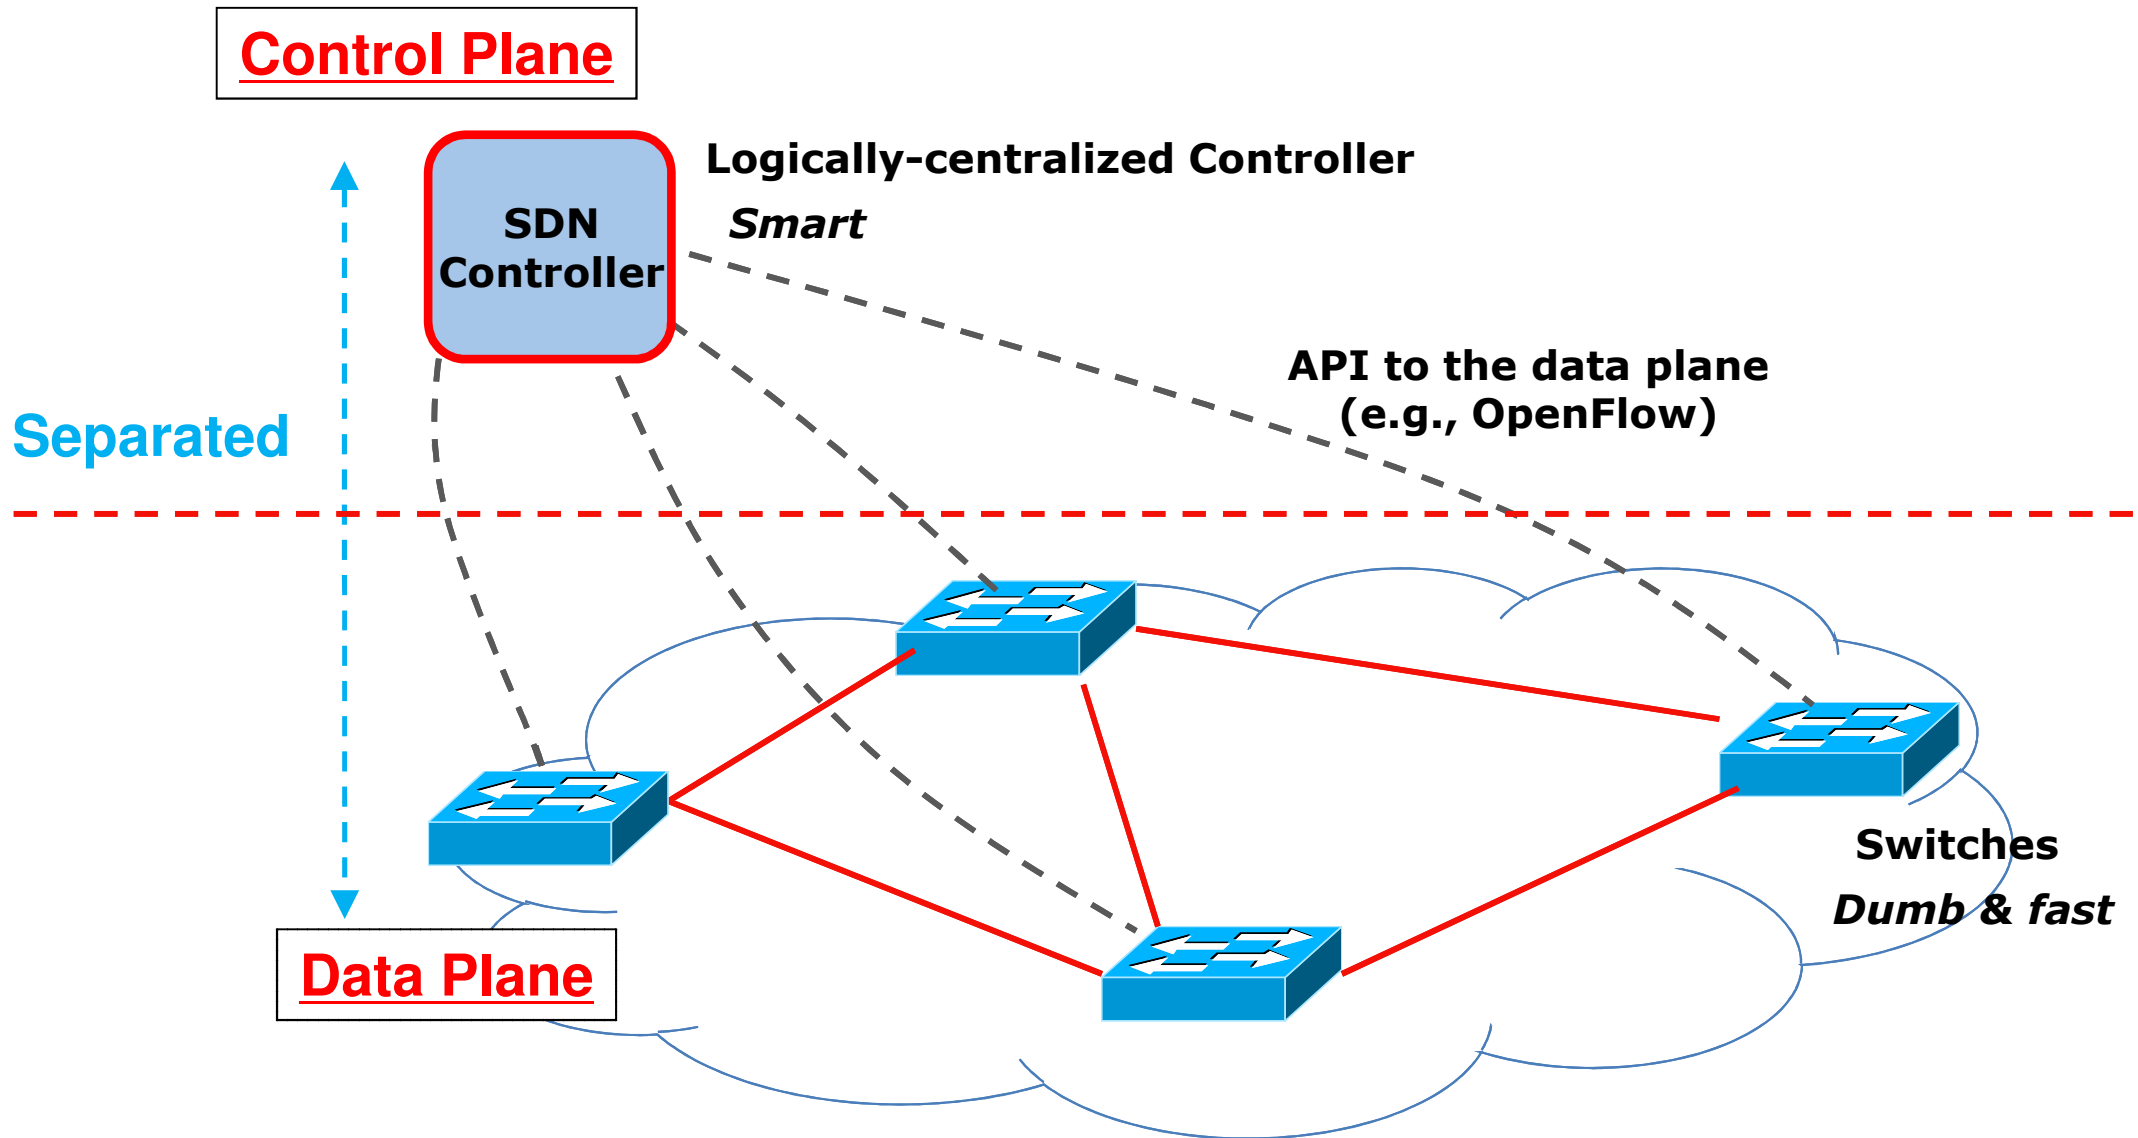 Control Plane
Logically-centralized Controller
Smart
SDN
Controller
API to the data plane
(e.g., OpenFlow)
Separated
Switches
Dumb & fast
Data Plane